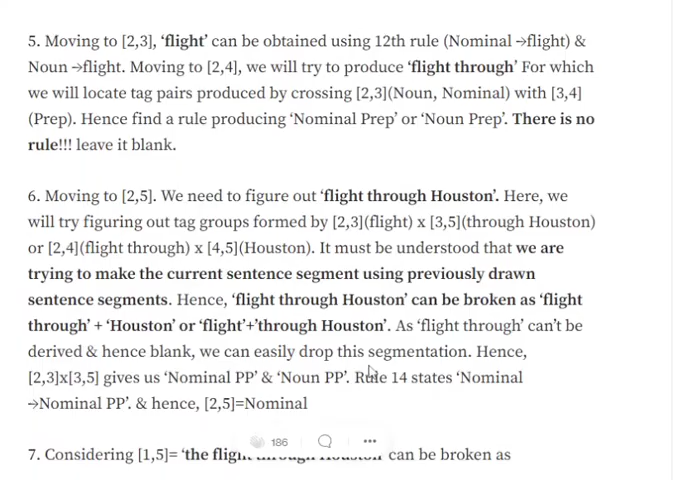 5. Moving to [2,3], ‘flight’ can be obtained using 12th rule (Nominal →flight) &
Noun →flight. Moving to [2,4], we will try to produce ‘flight through’ For which
we will locate tag pairs produced by crossing [2,3](Noun, Nominal) with [3,4]
(Prep). Hence find a rule producing ‘Nominal Prep’ or ‘Noun Prep’. There is no
rule!!! leave it blank.
6. Moving to [2,5]. We need to figure out ‘flight through Houston’. Here, we
will try figuring out tag groups formed by [2,3](flight) x [3,5](through Houston)
or [2,4](flight through) x [4,5](Houston). It must be understood that we are
trying to make the current sentence segment using previously drawn
sentence segments. Hence, ‘flight through Houston’ can be broken as ‘flight
through’ + ‘Houston’ or ‘flight’+’through Houston’. As ‘flight through’ can’t be
derived & hence blank, we can easily drop this segmentation. Hence,
[2,3]x[3,5] gives us ‘Nominal PP’ & ‘Noun PP’. Rule 14 states ‘Nominal
→Nominal PP’. & hence, [2,5]=Nominal
186
7. Considering [1,5]= ‘the flight through Houston’ can be broken as